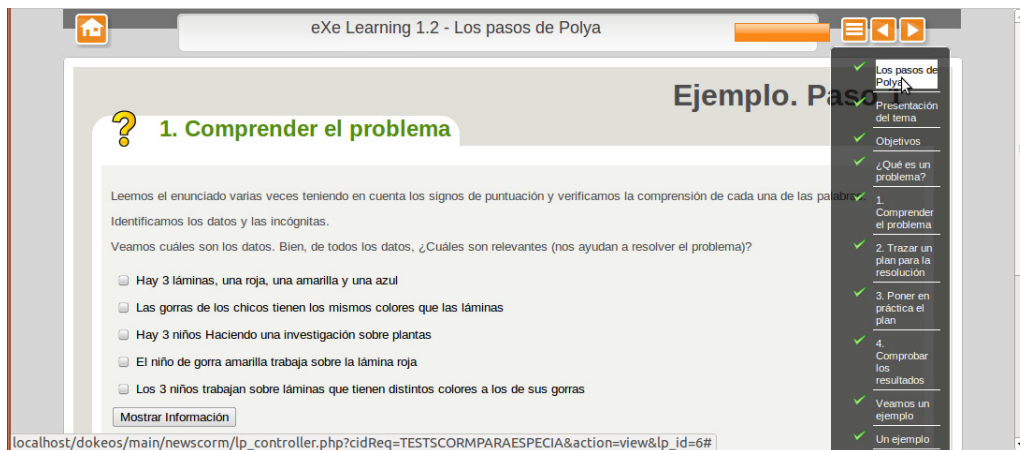 eXe Learning 1.2 - Los pasos de Polya
Ejemplo. Paso 1
1. Comprender el problema
Leemos el enunciado varias veces teniendo en cuenta los signos de puntuación y verificamos la comprensión de cada una de las palabras.
Identificamos los datos y las incógnitas.
Veamos cuáles son los datos. Bien, de todos los datos, ¿Cuáles son relevantes (nos ayudan a resolver el problema)?
Hay 3 láminas, una roja, una amarilla y una azul
Las gorras de los chicos tienen los mismos colores que las láminas
Hay 3 niños Haciendo una investigación sobre plantas
El niño de gorra amarilla trabaja sobre la lámina roja
Los 3 niños trabajan sobre láminas que tienen distintos colores a los de sus gorras
Mostrar Información
Los pasos de
Polya
Presentación
del tema
Objetivos
¿Qué es un
problema?
1.
Comprender
el problema
2. Trazar un
plan para la
resolución
3. Poner en
práctica el
plan
4.
Comprobar
los
resultados
Veamos un
ejemplo
Un ejemplo
localhost/dokeos/main/newscorm/lp_controller.php?cidReq=TESTSCORMPARAESPECIA&action=view&lp_id=6#